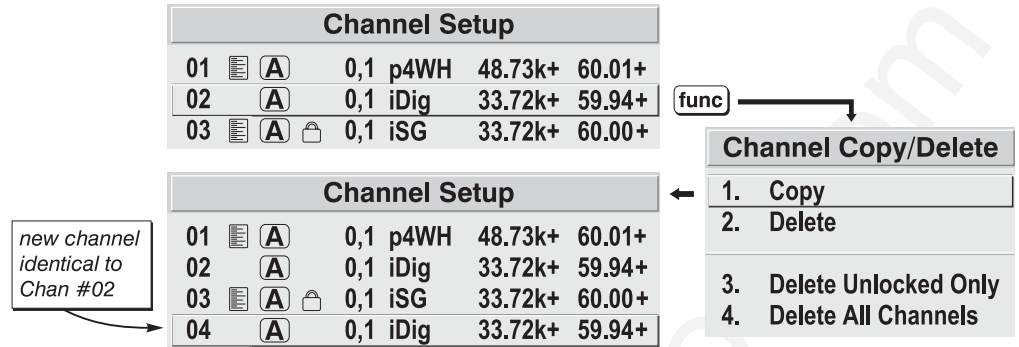 Channel Setup
01 A 0,1 p4WH 48.73k+ 60.01+
02 A 0,1 iDig 33.72k+ 59.94+
03 A 0,1 iSG 33.72k+ 60.00+
func
Channel Copy/Delete
1. Copy
2. Delete
3. Delete Unlocked Only
4. Delete All Channels
Channel Setup
01 A 0,1 p4WH 48.73k+ 60.01+
02 A 0,1 iDig 33.72k+ 59.94+
03 A 0,1 iSG 33.72k+ 60.00+
04 A 0,1 iDig 33.72k+ 59.94+
new channel
identical to
Chan #02